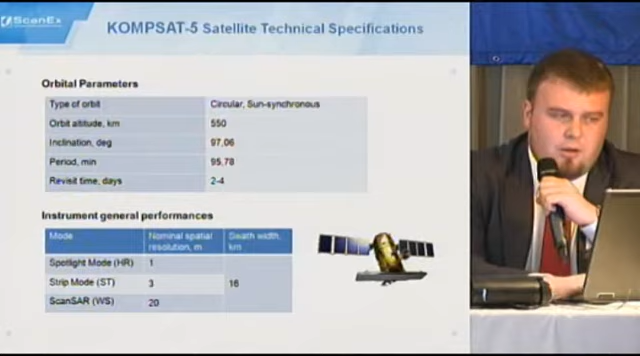 ScanEx
KOMPSAT-5 Satellite Technical Specifications
Orbital Parameters
Type of orbit Circular, Sun-synchronous
Orbit altitude, km 550
Inclination, deg 97,06
Period, min 95,78
Revisit time, days 2-4
Instrument general performances
Mode Nominal spatial resolution, m Swath width, km
Spotlight Mode (HR) 1
Strip Mode (ST) 3 16
ScanSAR (WS) 20